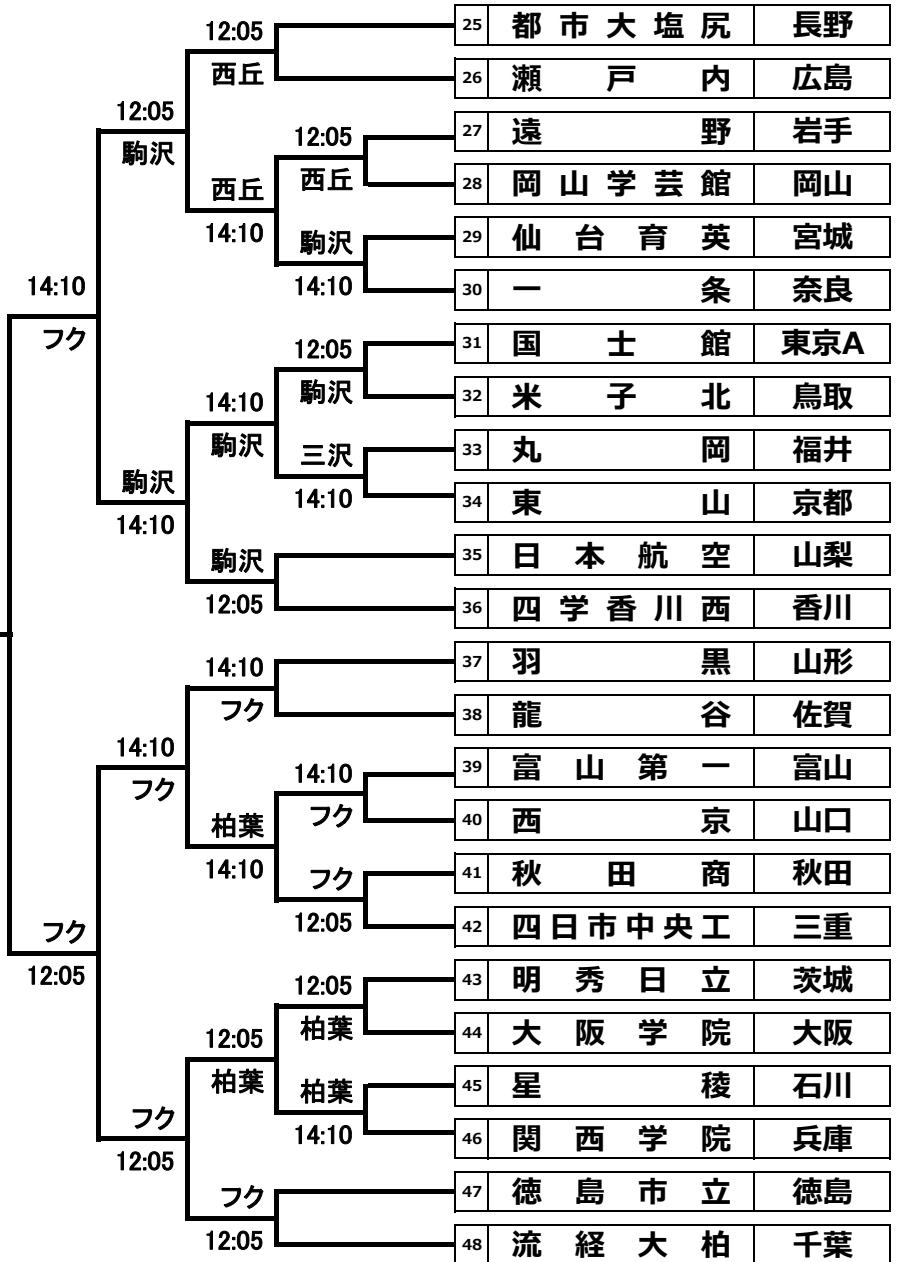 25 都市大塩尻 長野
26 瀬戸内 広島
27 遠野 岩手
28 岡山学芸館 岡山
29 仙台育英 宮城
30 一条 奈良
31 国士館 東京A
32 米子北 鳥取
33 丸岡 福井
34 東山 京都
35 日本航空 山梨
36 四学香川西 香川
37 羽黒 山形
38 龍谷 佐賀
39 富山第一 富山
40 西京 山口
41 秋田商 秋田
42 四日市中央工 三重
43 明秀日立 茨城
44 大阪学院 大阪
45 星稜 石川
46 関西学院 兵庫
47 徳島市立 徳島
48 流経大柏 千葉
12:05
西丘
12:05
西丘
駒沢
14:10
12:05
駒沢
三沢
14:10
14:10
フク
フク
12:05
12:05
柏葉
柏葉
14:10
西丘
14:10
14:10
駒沢
駒沢
12:05
14:10
フク
柏葉
14:10
12:05
柏葉
フク
12:05
12:05
駒沢
駒沢
14:10
14:10
フク
フク
12:05
14:10
フク
フク
12:05